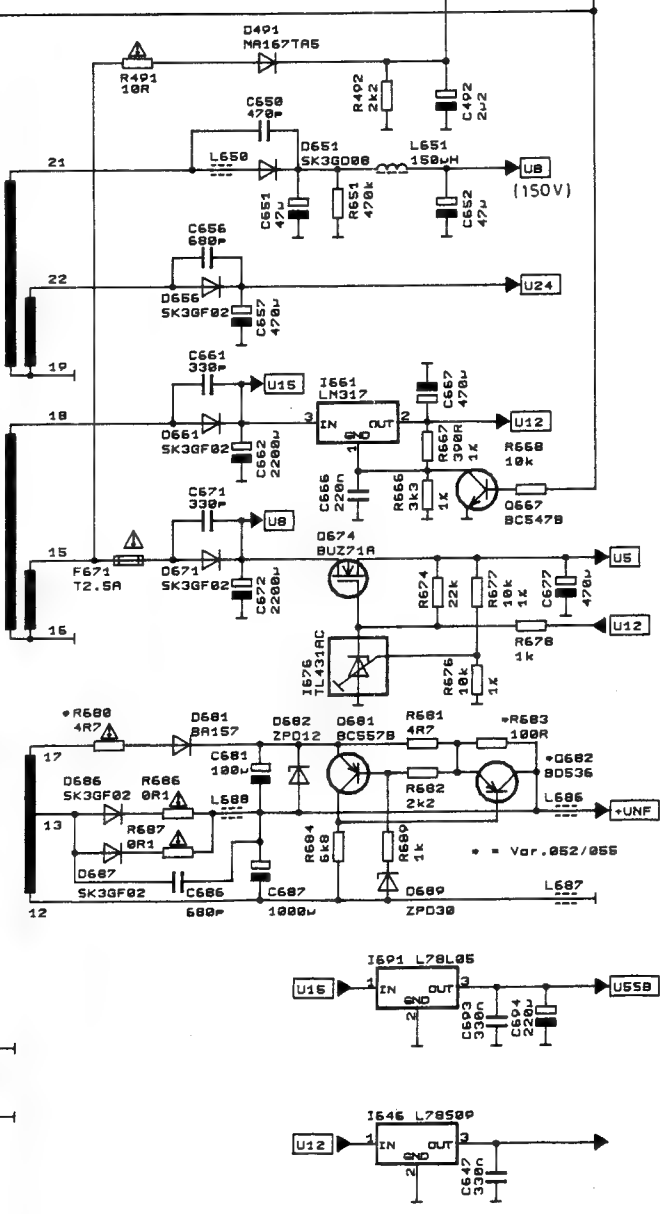 D491
MA167TA5
R491
10R
R492
2k2
C492
2µ2
C650
470p
21
L650
D651
SK3GD08
C651
47µ
R651
470k
L651
150µH
C652
47µ
U8
(150V)
C656
680p
22
D656
SK3GF02
C657
470µ
U24
19
C661
330p
U15
18
D661
SK3GF02
C662
2200µ
I661
LM317
3
IN
OUT
2
GND
1
C667
470µ
U12
R667
390R
1%
R668
10k
C666
220n
R666
3k3
1%
Q667
BC547B
C671
330p
U8
15
F671
T2.5A
D671
SK3GF02
C672
2200µ
Q674
BUZ71A
R674
22k
R677
10k
1%
C677
470µ
U5
16
I676
TL431AC
R676
10k
1%
R678
1k
U12
*R680
4R7
17
D681
BA157
D682
ZPD12
Q681
BC557B
R681
4R7
*R683
100R
C681
100µ
*Q682
BD536
D686
SK3GF02
R686
0R1
13
R687
0R1
L688
R682
2k2
L686
+UNF
R684
6k8
R689
1k
* = Var.052/055
D687
SK3GF02
C686
680p
C687
1000µ
D689
ZPD30
L687
12
I691 L78L05
U15
1
IN
OUT
3
GND
2
C693
330n
C694
220µ
U5SB
I646 L78S09
U12
1
IN
OUT
3
GND
2
C647
330n